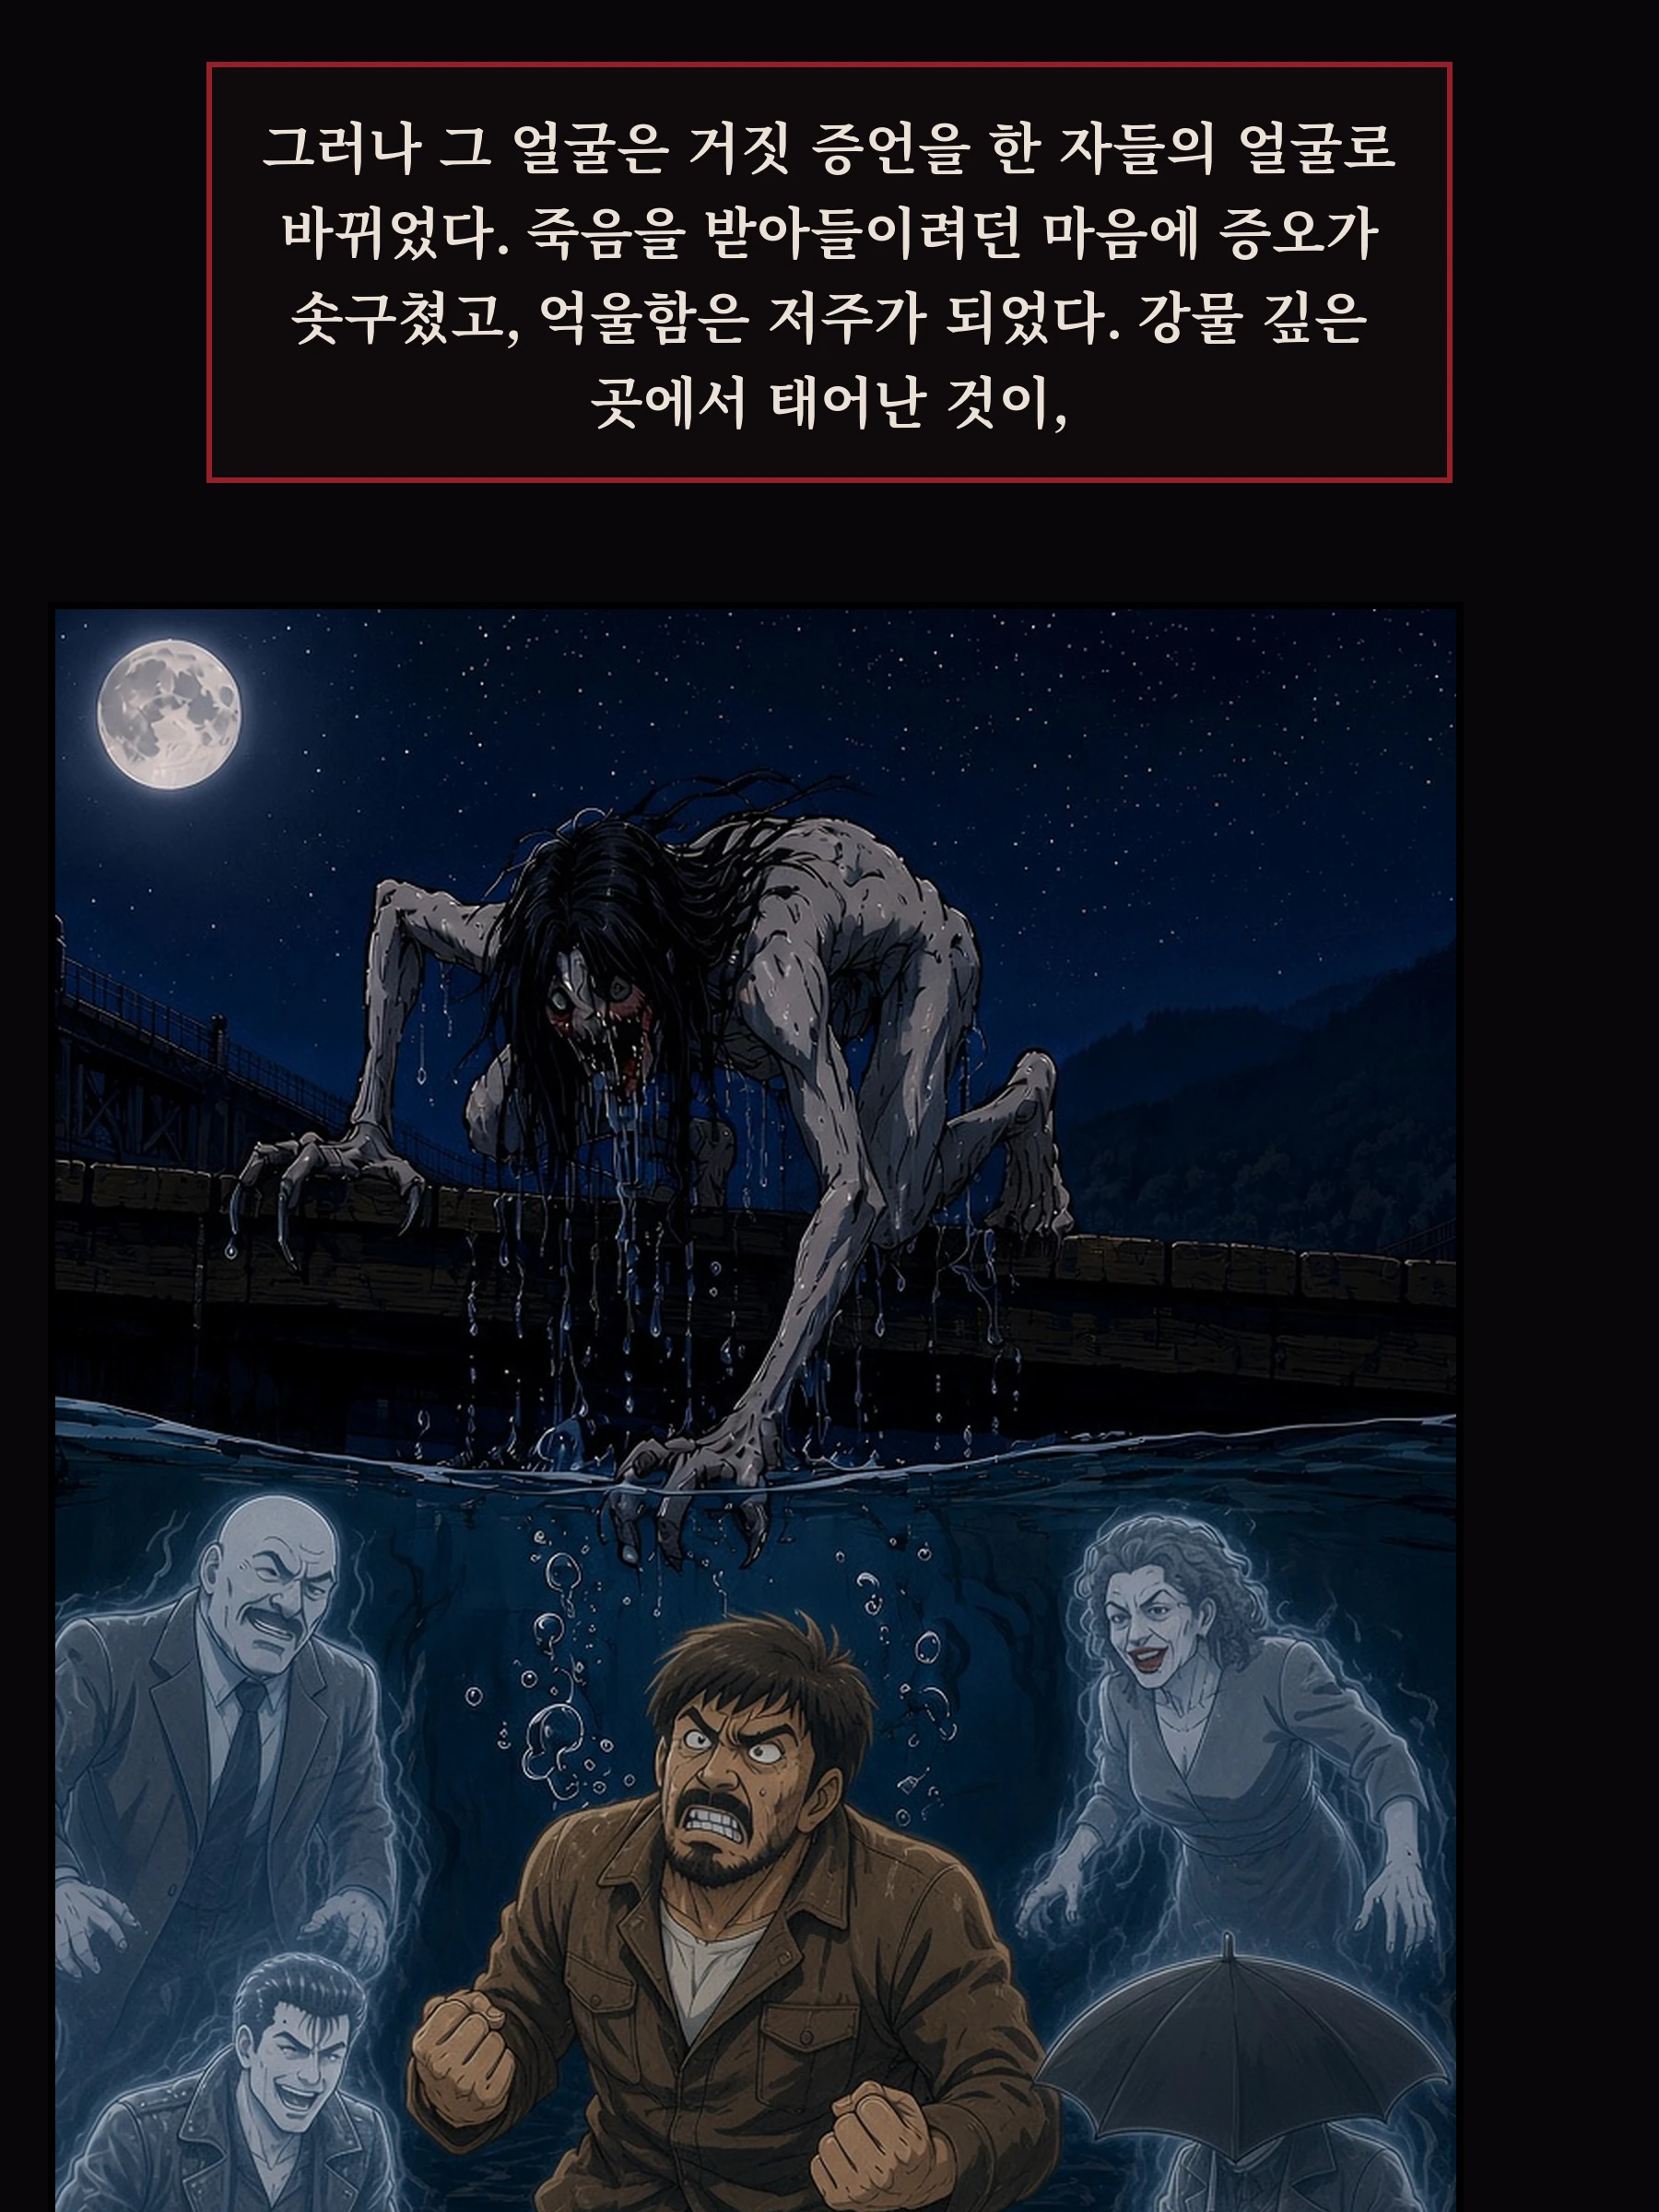 그러나 그 얼굴은 거짓 증언을 한 자들의 얼굴로
바뀌었다. 죽음을 받아들이려던 마음에 증오가
솟구쳤고, 억울함은 저주가 되었다. 강물 깊은
곳에서 태어난 것이,